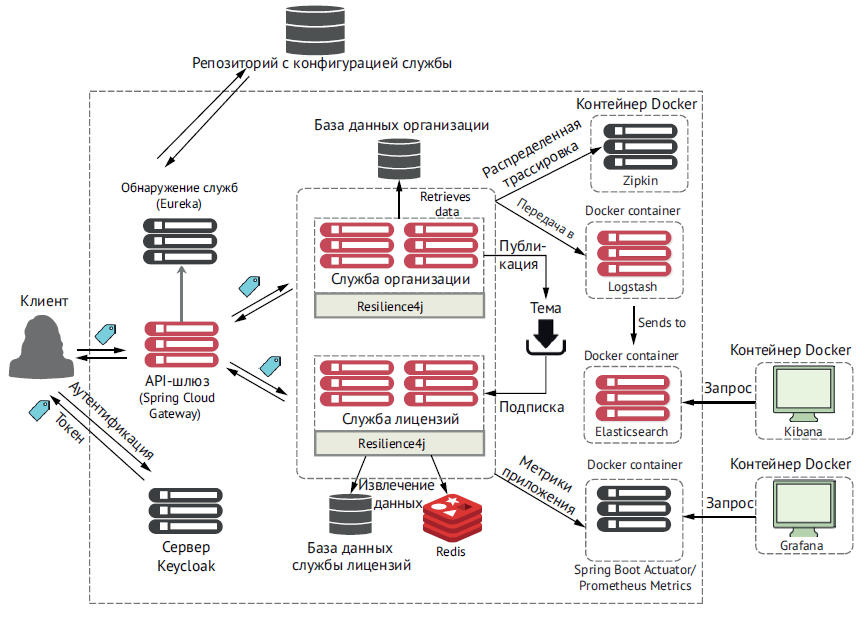 Репозиторий с конфигурацией службы
База данных организации
Контейнер Docker
Распределенная
трассировка
Zipkin
Обнаружение служб
(Eureka)
Retrieves
data
Передача в
Docker container
Logstash
Служба организации
Resilience4j
Публи-
кация
Тема
Sends to
Клиент
API-шлюз
(Spring Cloud
Gateway)
Служба лицензий
Resilience4j
Подписка
Docker container
Elasticsearch
Запрос
Контейнер Docker
Kibana
Аутентификация
Токен
Сервер
Keycloak
Извлечение
данных
База данных
службы лицензий
Redis
Метрики
приложения
Docker container
Spring Boot Actuator/
Prometheus Metrics
Запрос
Контейнер Docker
Grafana